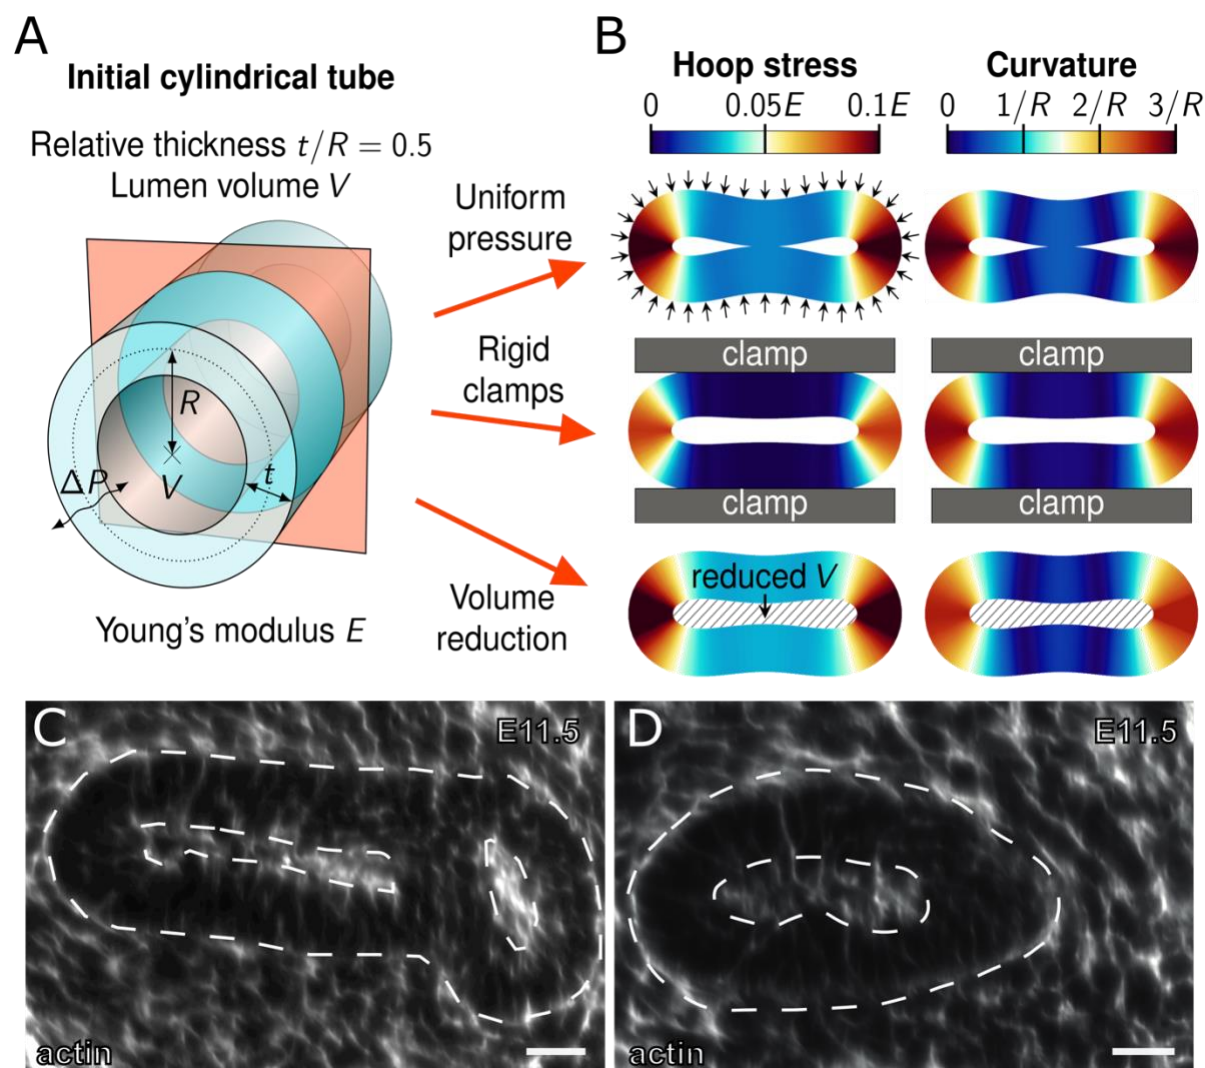 A
Initial cylindrical tube
Relative thickness t/R = 0.5
Lumen volume V
R
ΔP
V
t
Young's modulus E
Uniform
pressure
Rigid
clamps
Volume
reduction
B
Hoop stress
0 0.05E 0.1E
Curvature
0 1/R 2/R 3/R
clamp
clamp
clamp
clamp
reduced V
C
E11.5
actin
D
E11.5
actin